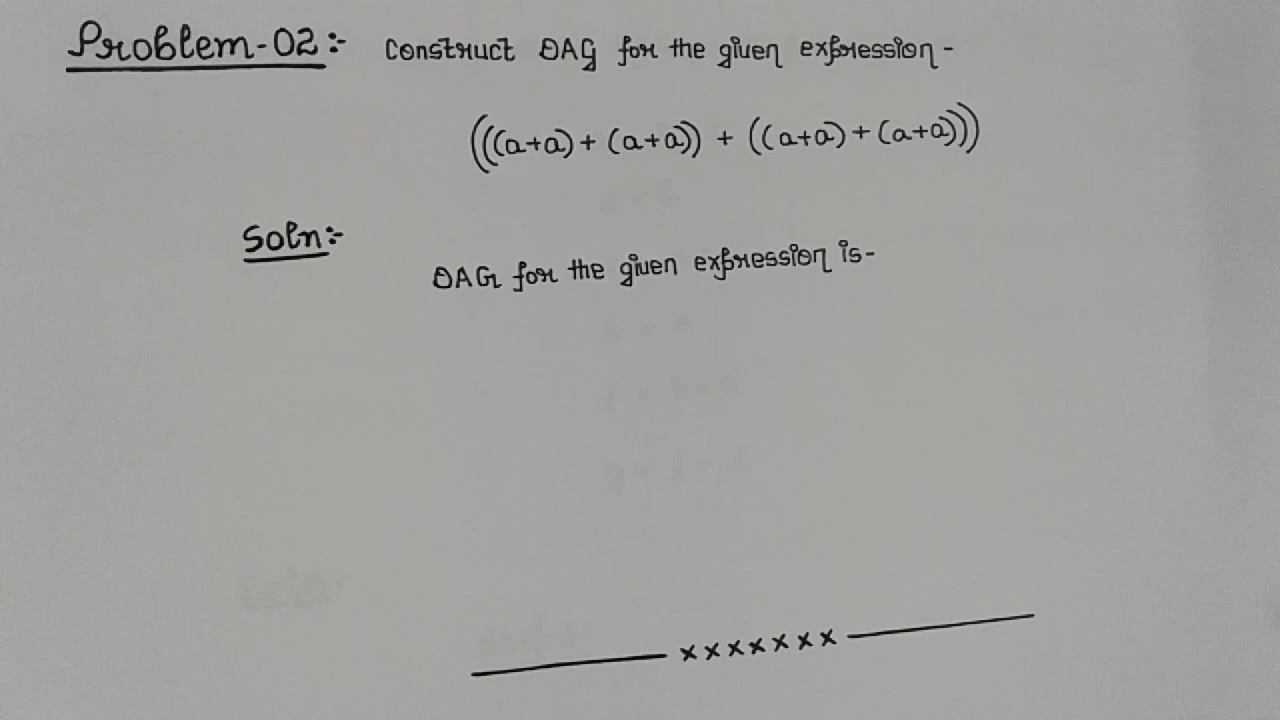 Problem-02:- Construct DAG for the given expression-
(((a+a) + (a+a)) + ((a+a) + (a+a)))
Soln:-
DAG for the given expression is-
xxxxxxx